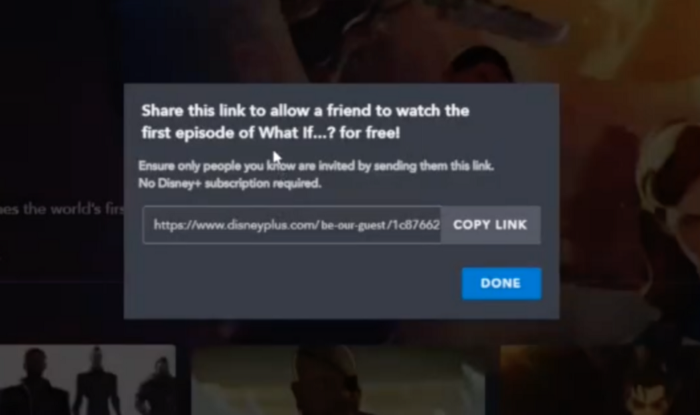 Share this link to allow a friend to watch the
first episode of What If...? for free!
Ensure only people you know are invited by sending them this link.
No Disney+ subscription required.
es the world's firs
https://www.disneyplus.com/be-our-guest/1c87662
COPY LINK
DONE